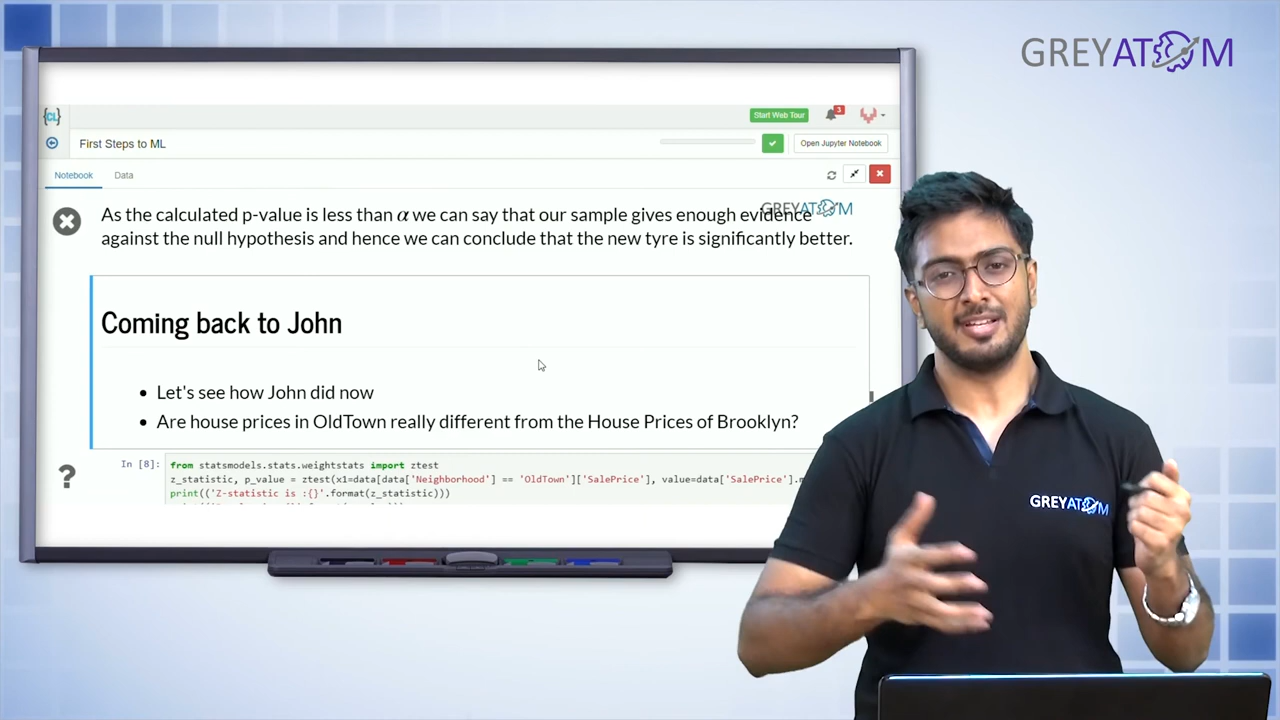 GREYATOM
{CL}
Start Web Tour
3
First Steps to ML
Open Jupyter Notebook
Notebook
Data
GREYATOM
As the calculated p-value is less than α we can say that our sample gives enough evidence
against the null hypothesis and hence we can conclude that the new tyre is significantly better.
Coming back to John
• Let's see how John did now
• Are house prices in OldTown really different from the House Prices of Brooklyn?
?
In [8]:
from statsmodels.stats.weightstats import ztest
z_statistic, p_value = ztest(x1=data[data['Neighborhood'] == 'OldTown']['SalePrice'], value=data['SalePrice'].m
print(('Z-statistic is :{}'.format(z_statistic)))
GREYATOM